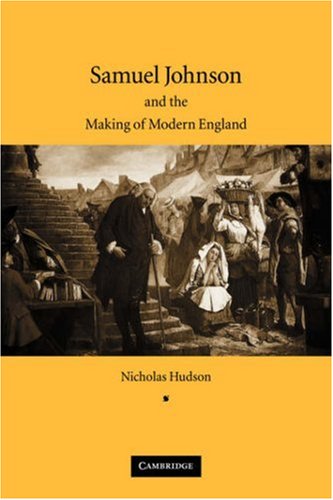 Samuel Johnson
and the
Making of Modern England
Nicholas Hudson
CAMBRIDGE